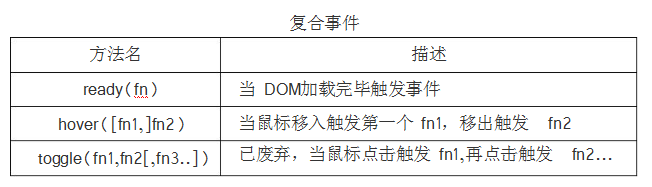 复合事件
方法名 描述
ready(fn) 当 DOM加载完毕触发事件
hover([fn1,]fn2) 当鼠标移入触发第一个 fn1，移出触发 fn2
toggle(fn1,fn2[,fn3..]) 已废弃，当鼠标点击触发 fn1,再点击触发 fn2...